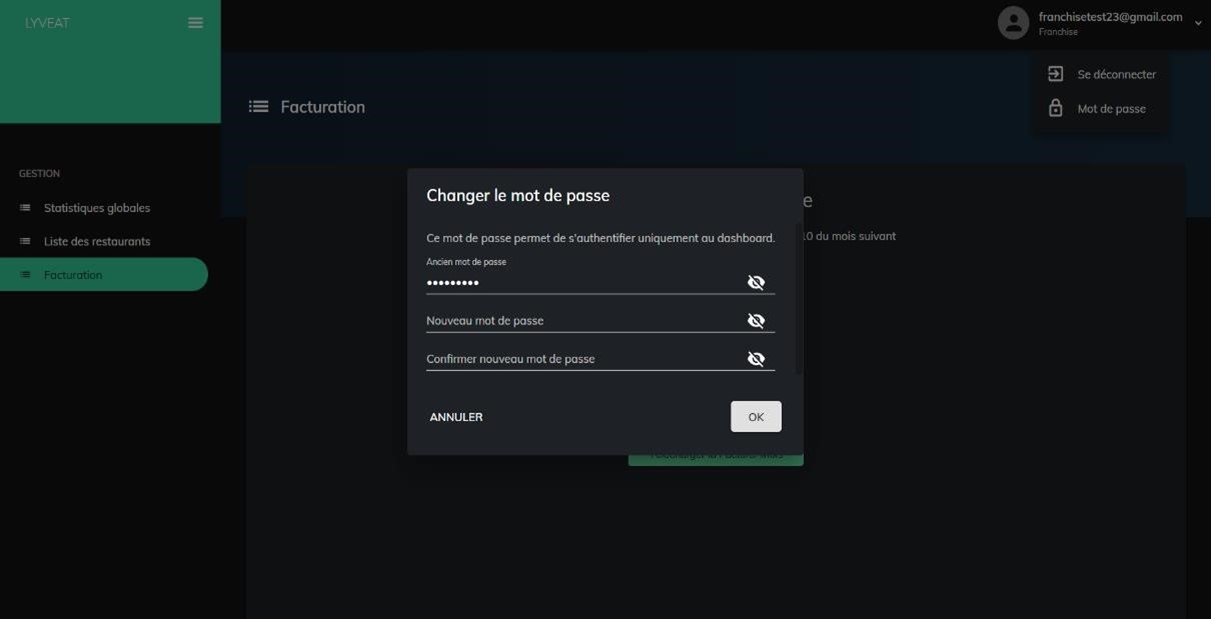 LYVEAT
franchisetest23@gmail.com
Franchise
Se déconnecter
Mot de passe
Facturation
GESTION
Statistiques globales
Liste des restaurants
Facturation
e
10 du mois suivant
Changer le mot de passe
Ce mot de passe permet de s'authentifier uniquement au dashboard.
Ancien mot de passe
•••••••••
Nouveau mot de passe
Confirmer nouveau mot de passe
ANNULER
OK